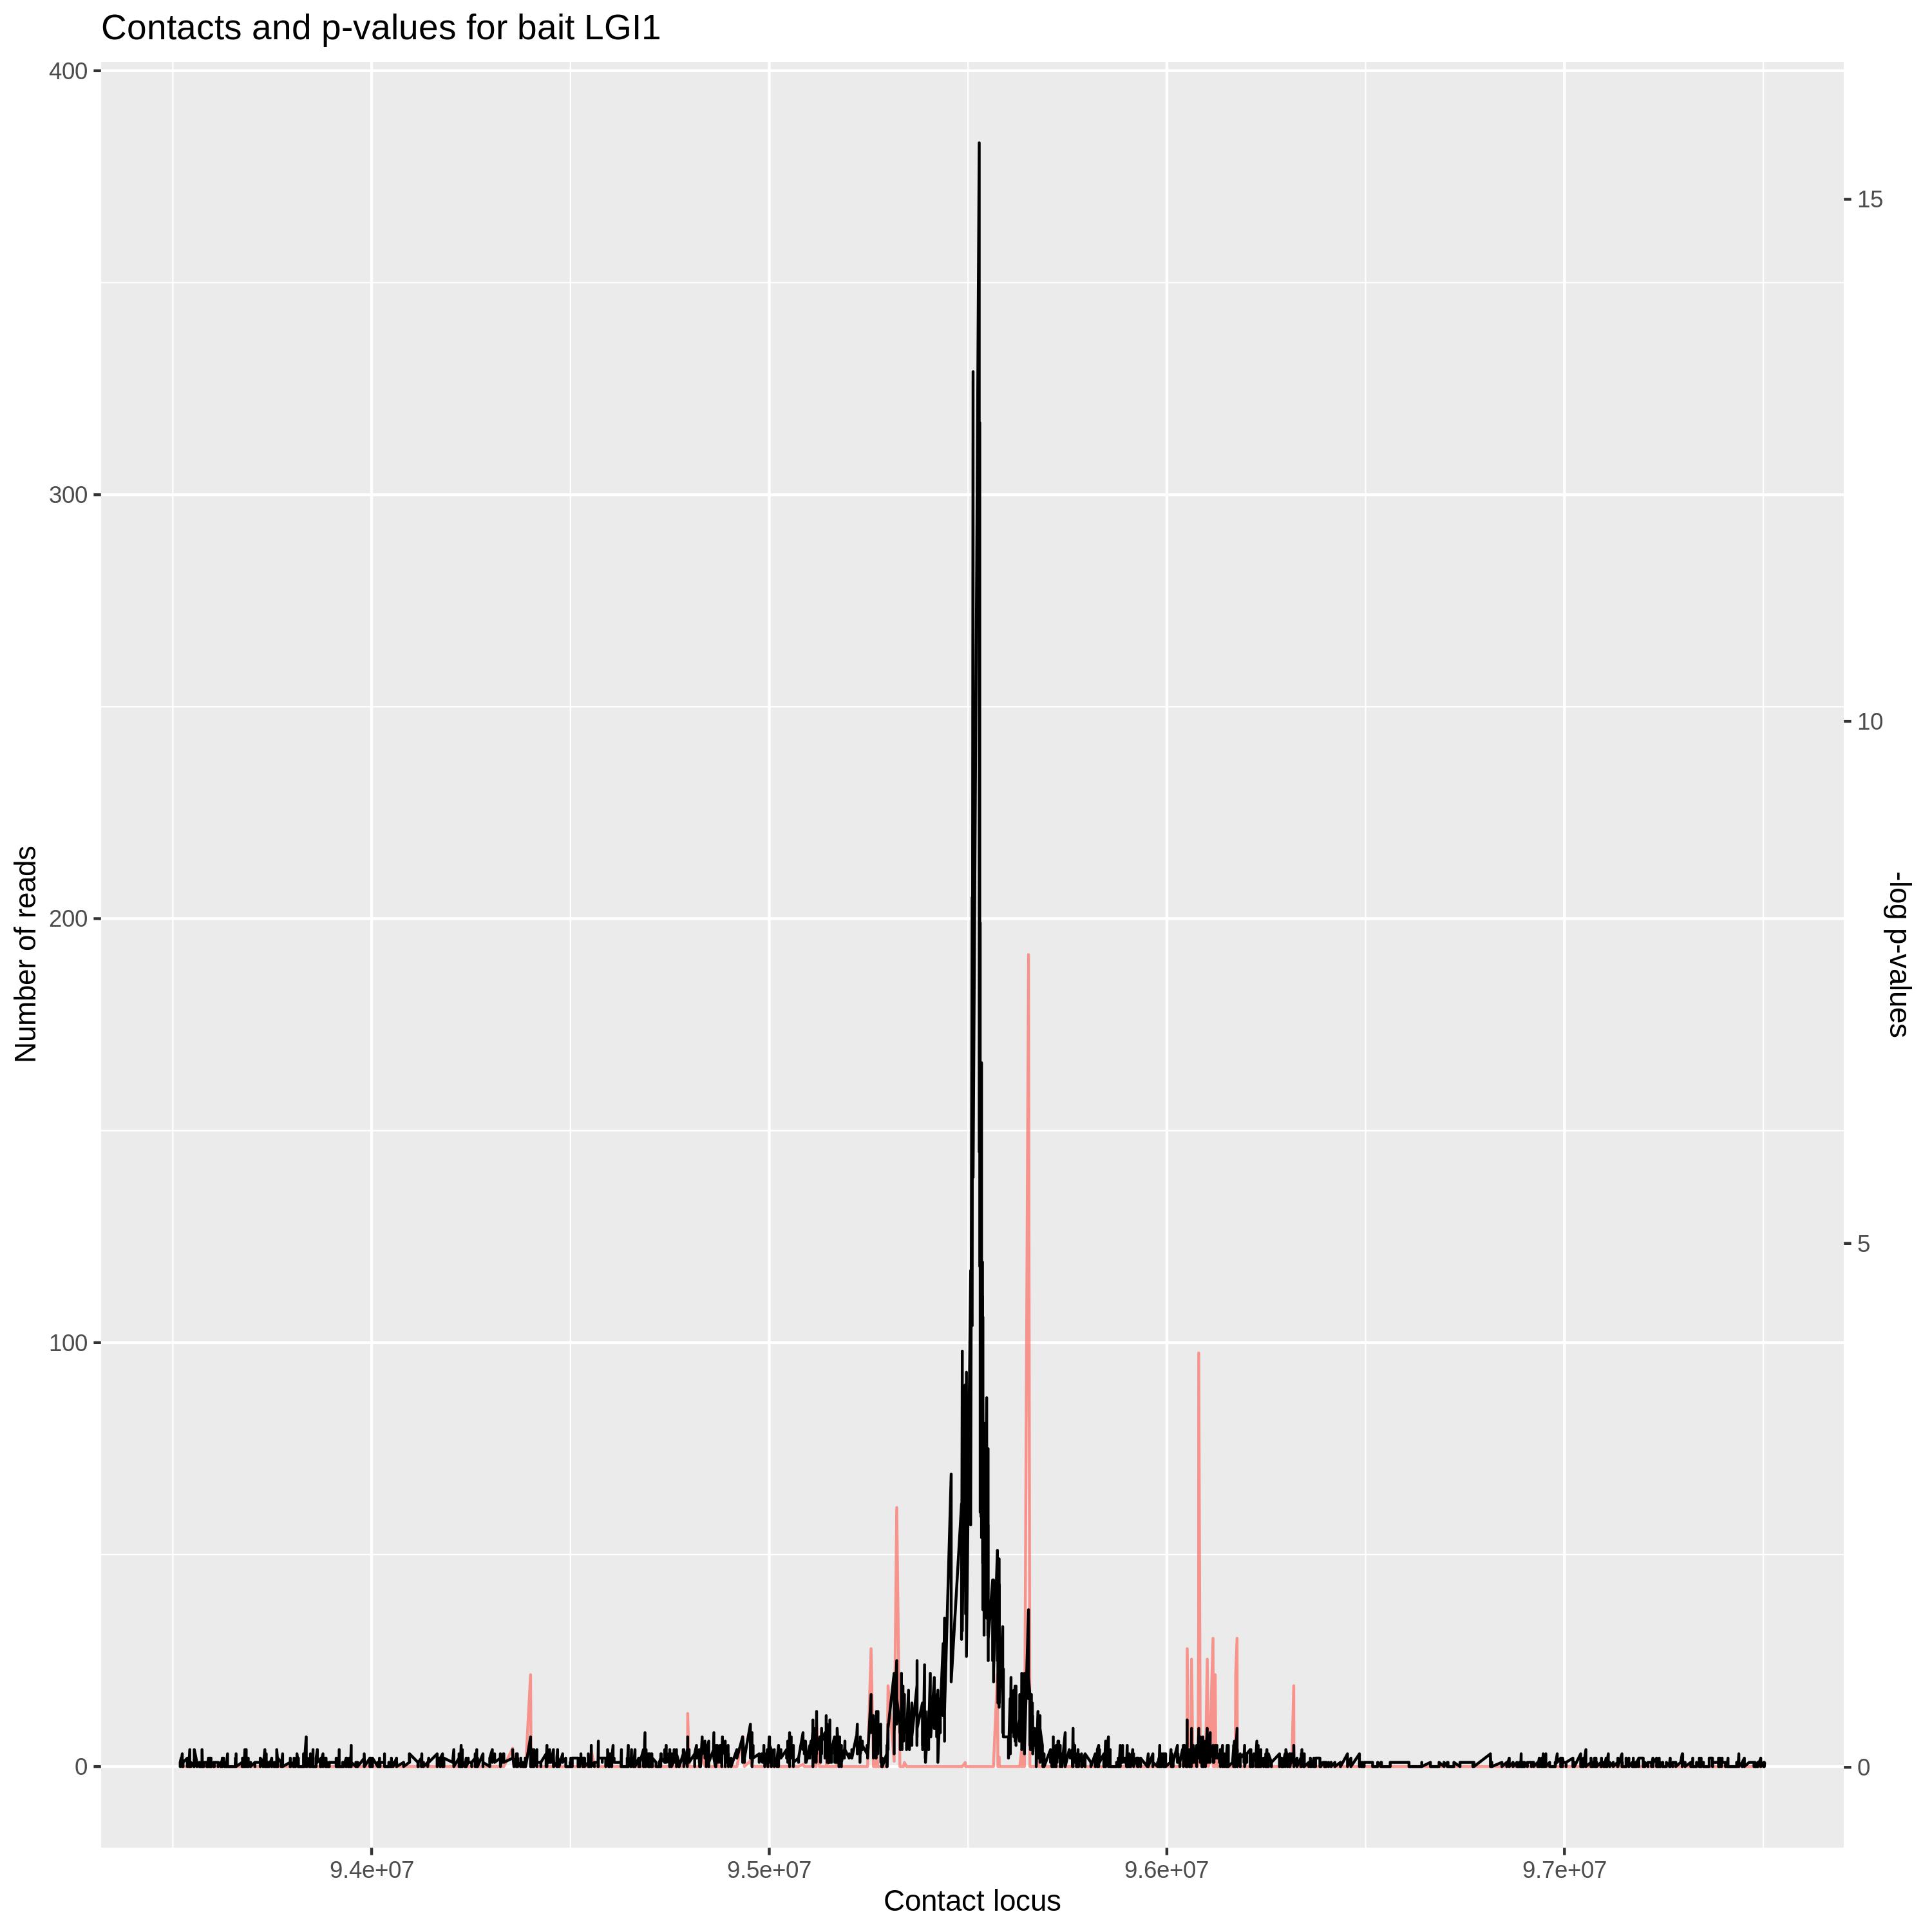 Contacts and p-values for bait LGI1
400
300
200
100
0
Number of reads
15
10
5
0
-log p-values
9.4e+07 9.5e+07 9.6e+07 9.7e+07
Contact locus